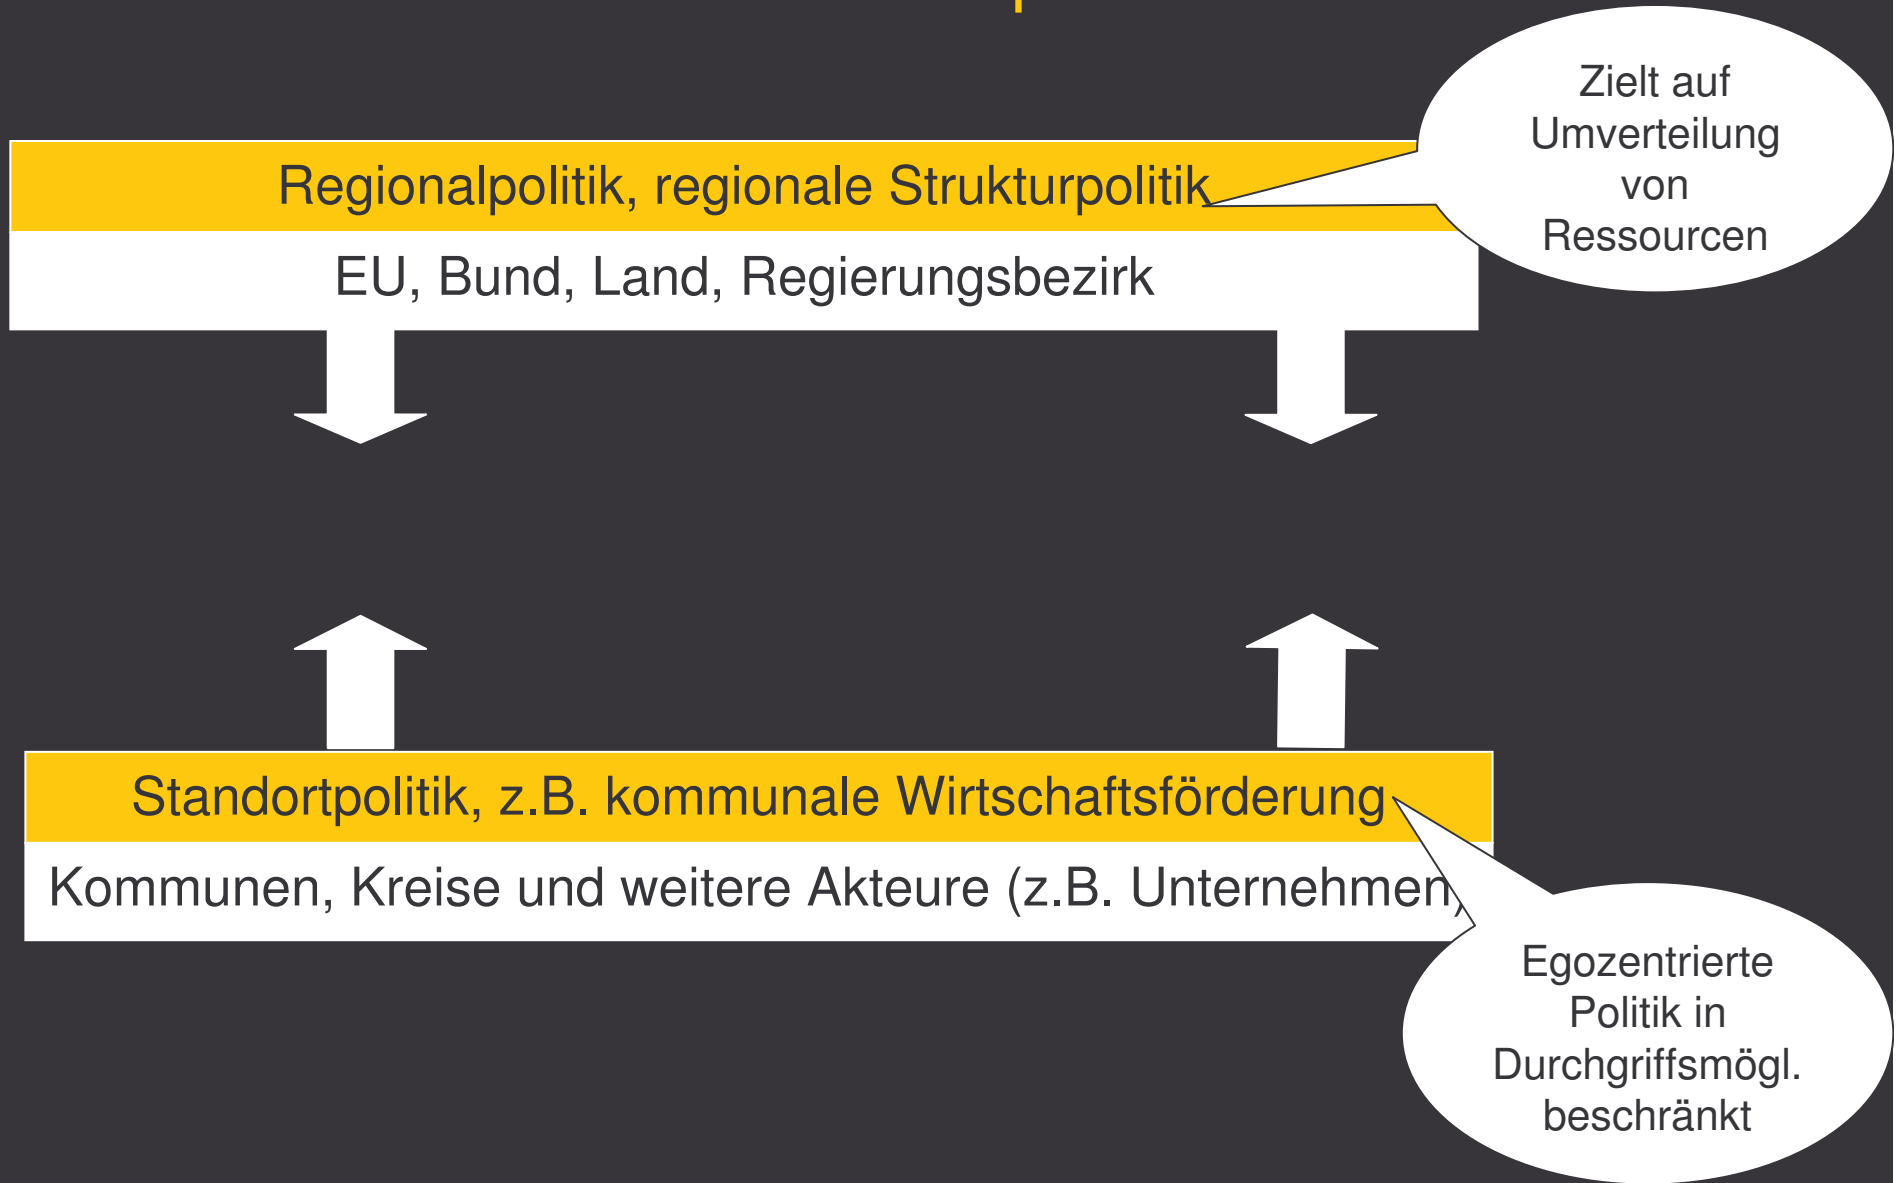 Regionalpolitik, regionale Strukturpolitik
Zielt auf
Umverteilung
von
Ressourcen
EU, Bund, Land, Regierungsbezirk
Standortpolitik, z.B. kommunale Wirtschaftsförderung
Kommunen, Kreise und weitere Akteure (z.B. Unternehmen)
Egozentrierte
Politik in
Durchgriffsmögl.
beschränkt